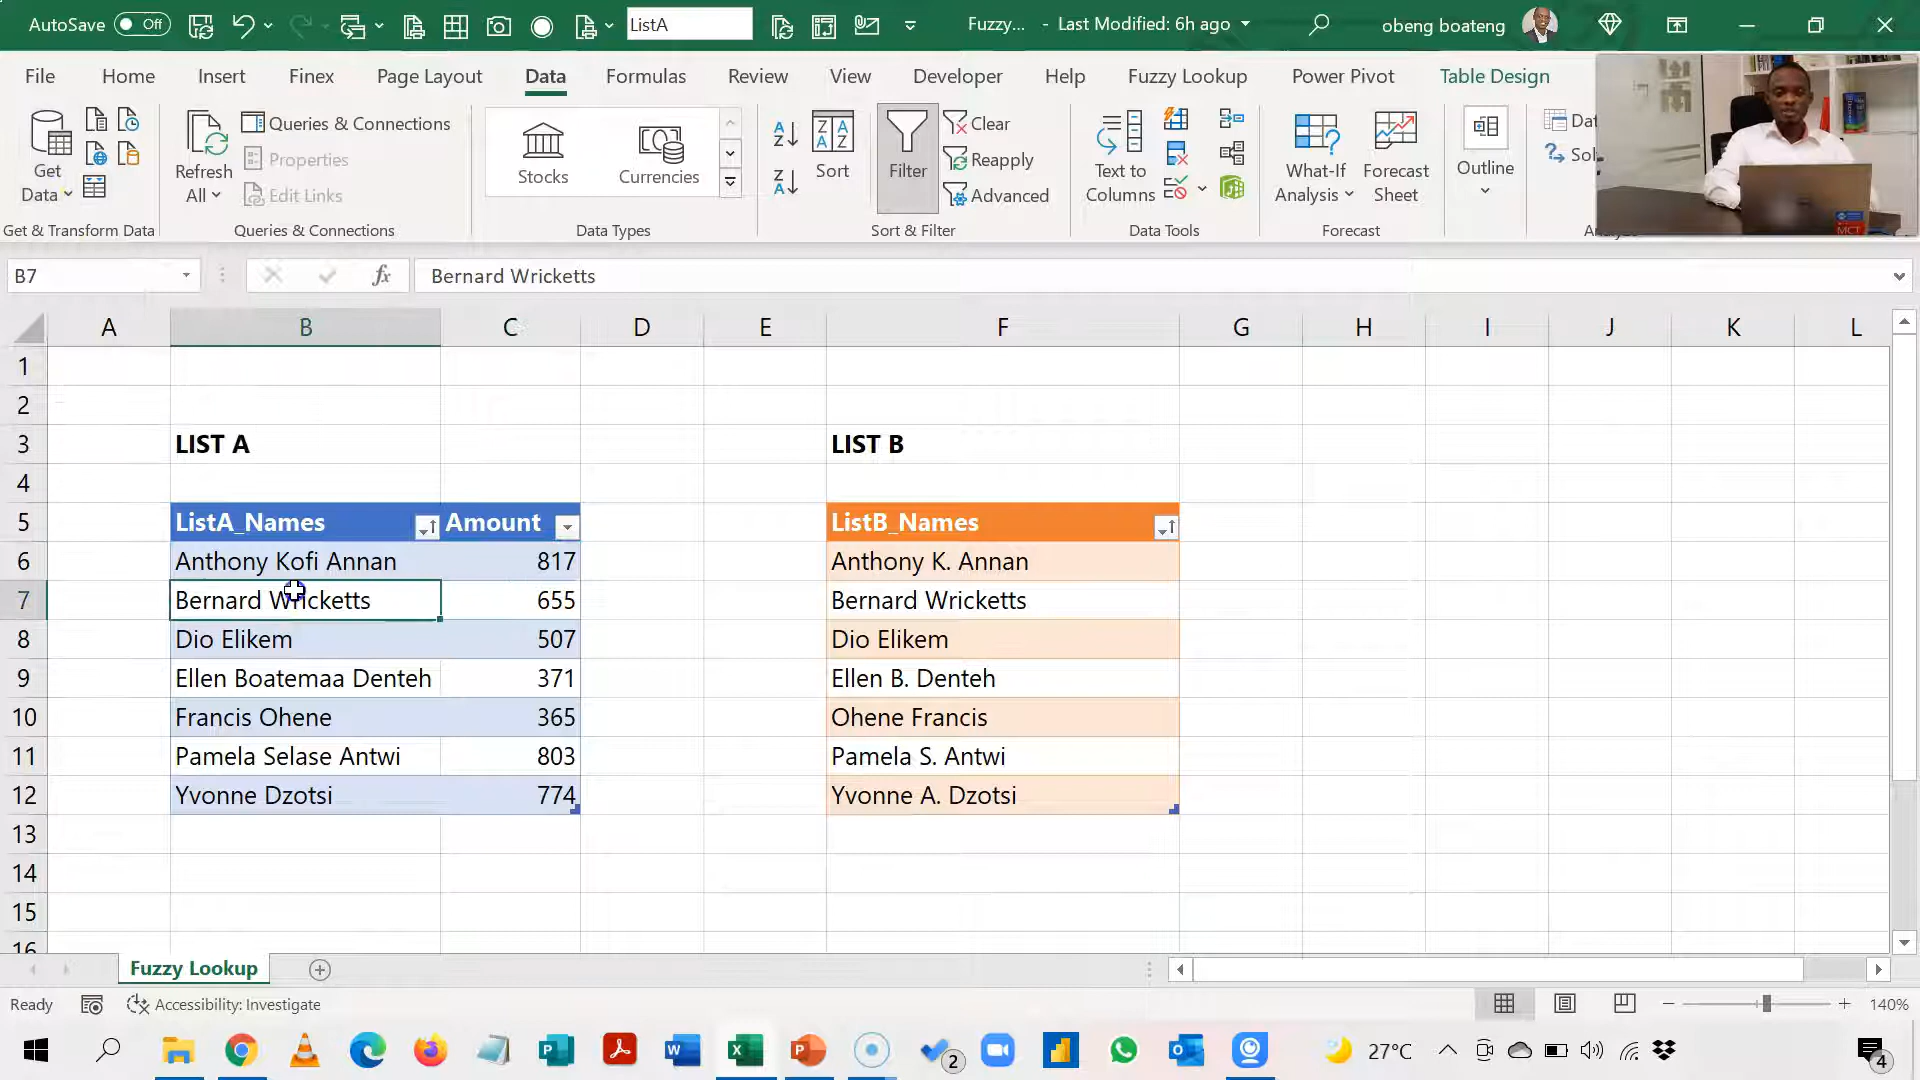 AutoSave Off ListA Fuzzy... - Last Modified: 6h ago obeng boateng
File Home Insert Finex Page Layout Data Formulas Review View Developer Help Fuzzy Lookup Power Pivot Table Design
Get Data
Refresh All
Queries & Connections
Properties
Edit Links
Stocks
Currencies
Sort
Filter
Clear
Reapply
Advanced
Text to Columns
What-If Analysis
Forecast Sheet
Outline
Get & Transform Data Queries & Connections Data Types Sort & Filter Data Tools Forecast
MCT
B7 fx Bernard Wricketts
A B C D E F G H I J K L
1
2
3 LIST A LIST B
4
5 ListA_Names Amount ListB_Names
6 Anthony Kofi Annan 817 Anthony K. Annan
7 Bernard Wricketts 655 Bernard Wricketts
8 Dio Elikem 507 Dio Elikem
9 Ellen Boatemaa Denteh 371 Ellen B. Denteh
10 Francis Ohene 365 Ohene Francis
11 Pamela Selase Antwi 803 Pamela S. Antwi
12 Yvonne Dzotsi 774 Yvonne A. Dzotsi
13
14
15
16
Fuzzy Lookup
Ready Accessibility: Investigate 140%
2 27°C 4